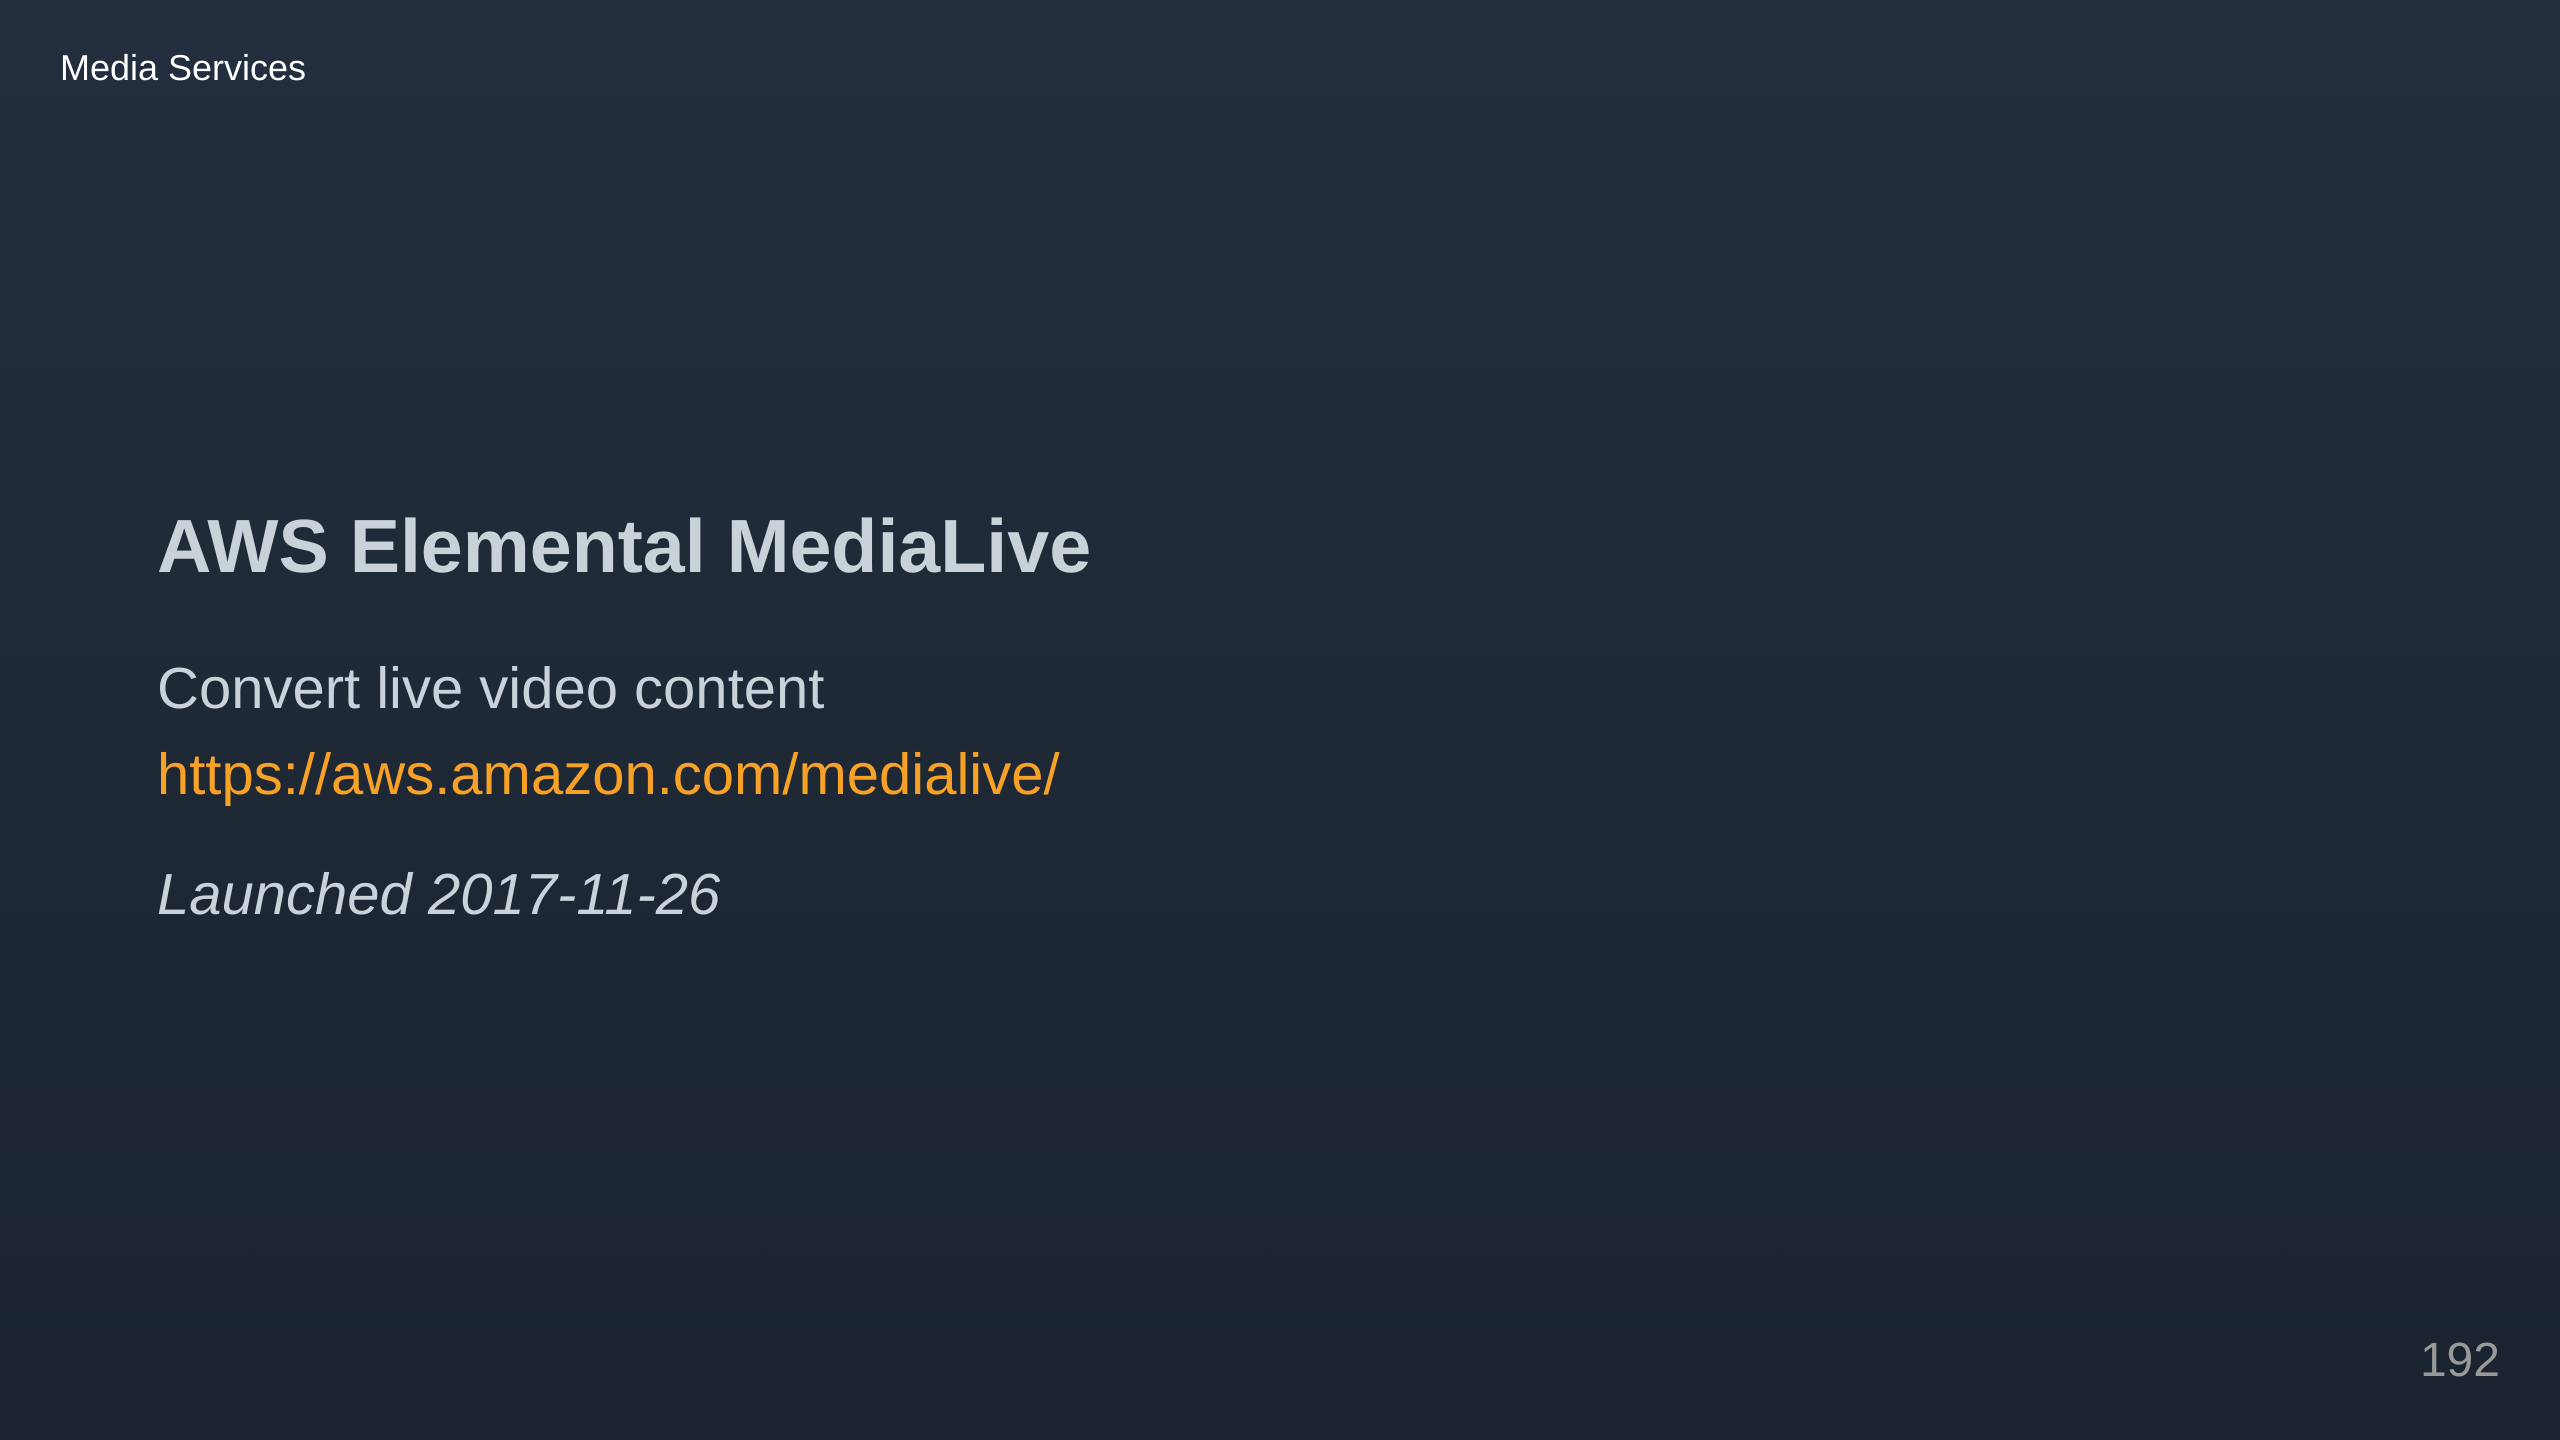 Media Services
AWS Elemental MediaLive
Convert live video content
https://aws.amazon.com/medialive/
Launched 2017-11-26
192